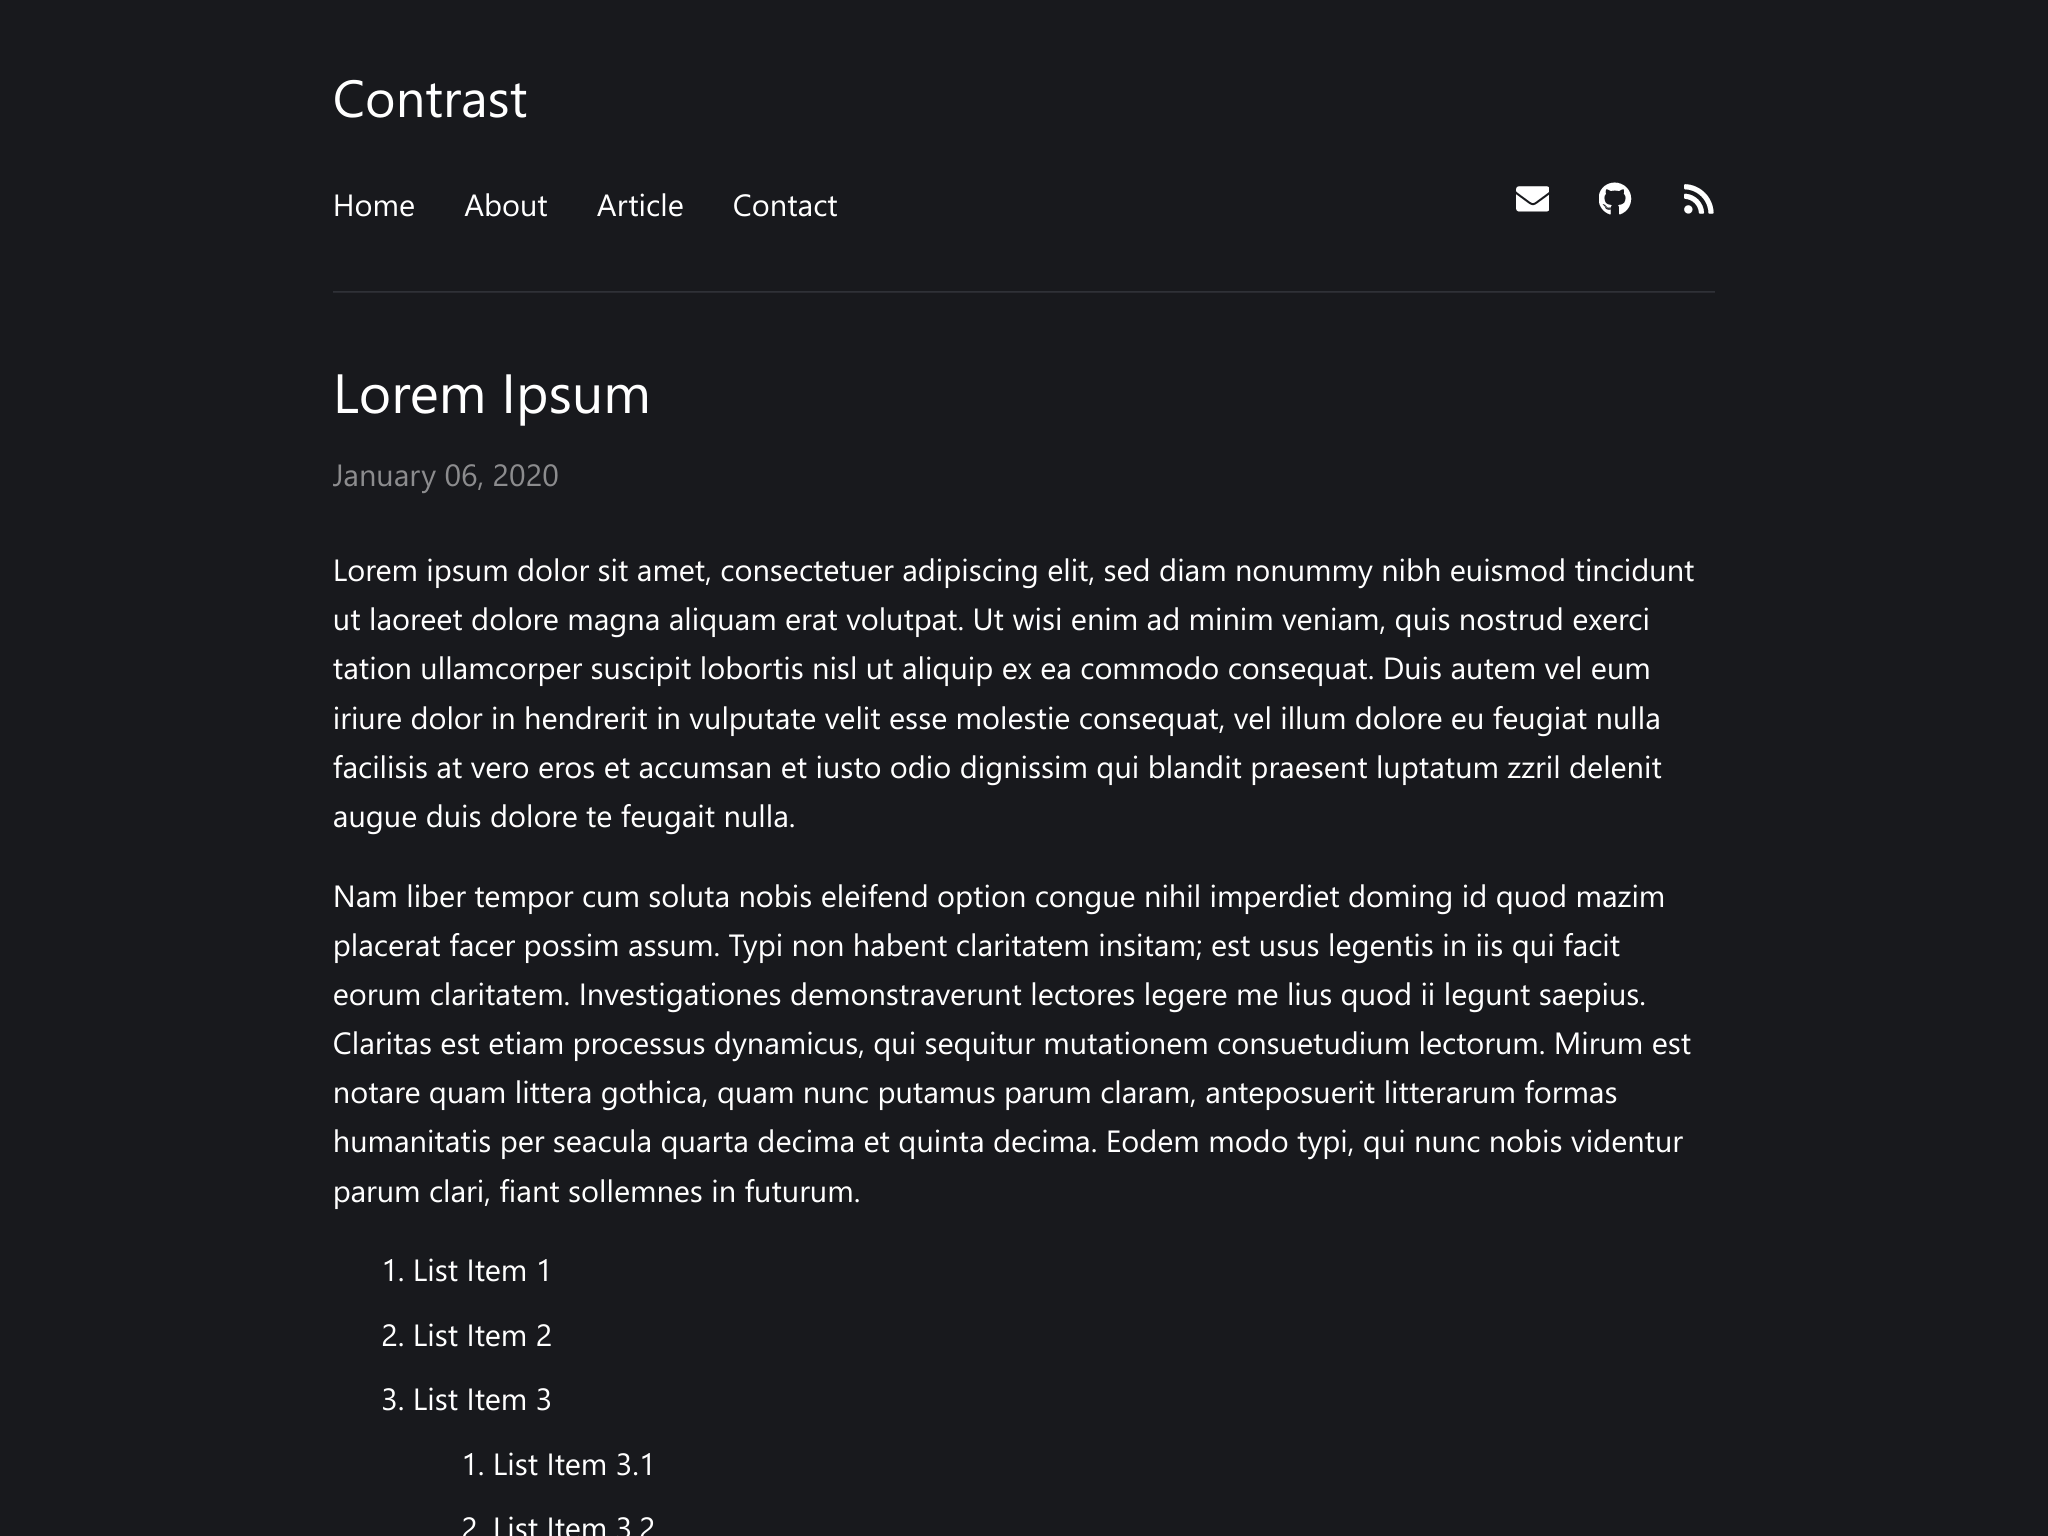 Contrast
Home About Article Contact
Lorem Ipsum
January 06, 2020
Lorem ipsum dolor sit amet, consectetuer adipiscing elit, sed diam nonummy nibh euismod tincidunt
ut laoreet dolore magna aliquam erat volutpat. Ut wisi enim ad minim veniam, quis nostrud exerci
tation ullamcorper suscipit lobortis nisl ut aliquip ex ea commodo consequat. Duis autem vel eum
iriure dolor in hendrerit in vulputate velit esse molestie consequat, vel illum dolore eu feugiat nulla
facilisis at vero eros et accumsan et iusto odio dignissim qui blandit praesent luptatum zzril delenit
augue duis dolore te feugait nulla.
Nam liber tempor cum soluta nobis eleifend option congue nihil imperdiet doming id quod mazim
placerat facer possim assum. Typi non habent claritatem insitam; est usus legentis in iis qui facit
eorum claritatem. Investigationes demonstraverunt lectores legere me lius quod ii legunt saepius.
Claritas est etiam processus dynamicus, qui sequitur mutationem consuetudium lectorum. Mirum est
notare quam littera gothica, quam nunc putamus parum claram, anteposuerit litterarum formas
humanitatis per seacula quarta decima et quinta decima. Eodem modo typi, qui nunc nobis videntur
parum clari, fiant sollemnes in futurum.
1. List Item 1
2. List Item 2
3. List Item 3
1. List Item 3.1
2. List Item 3.2